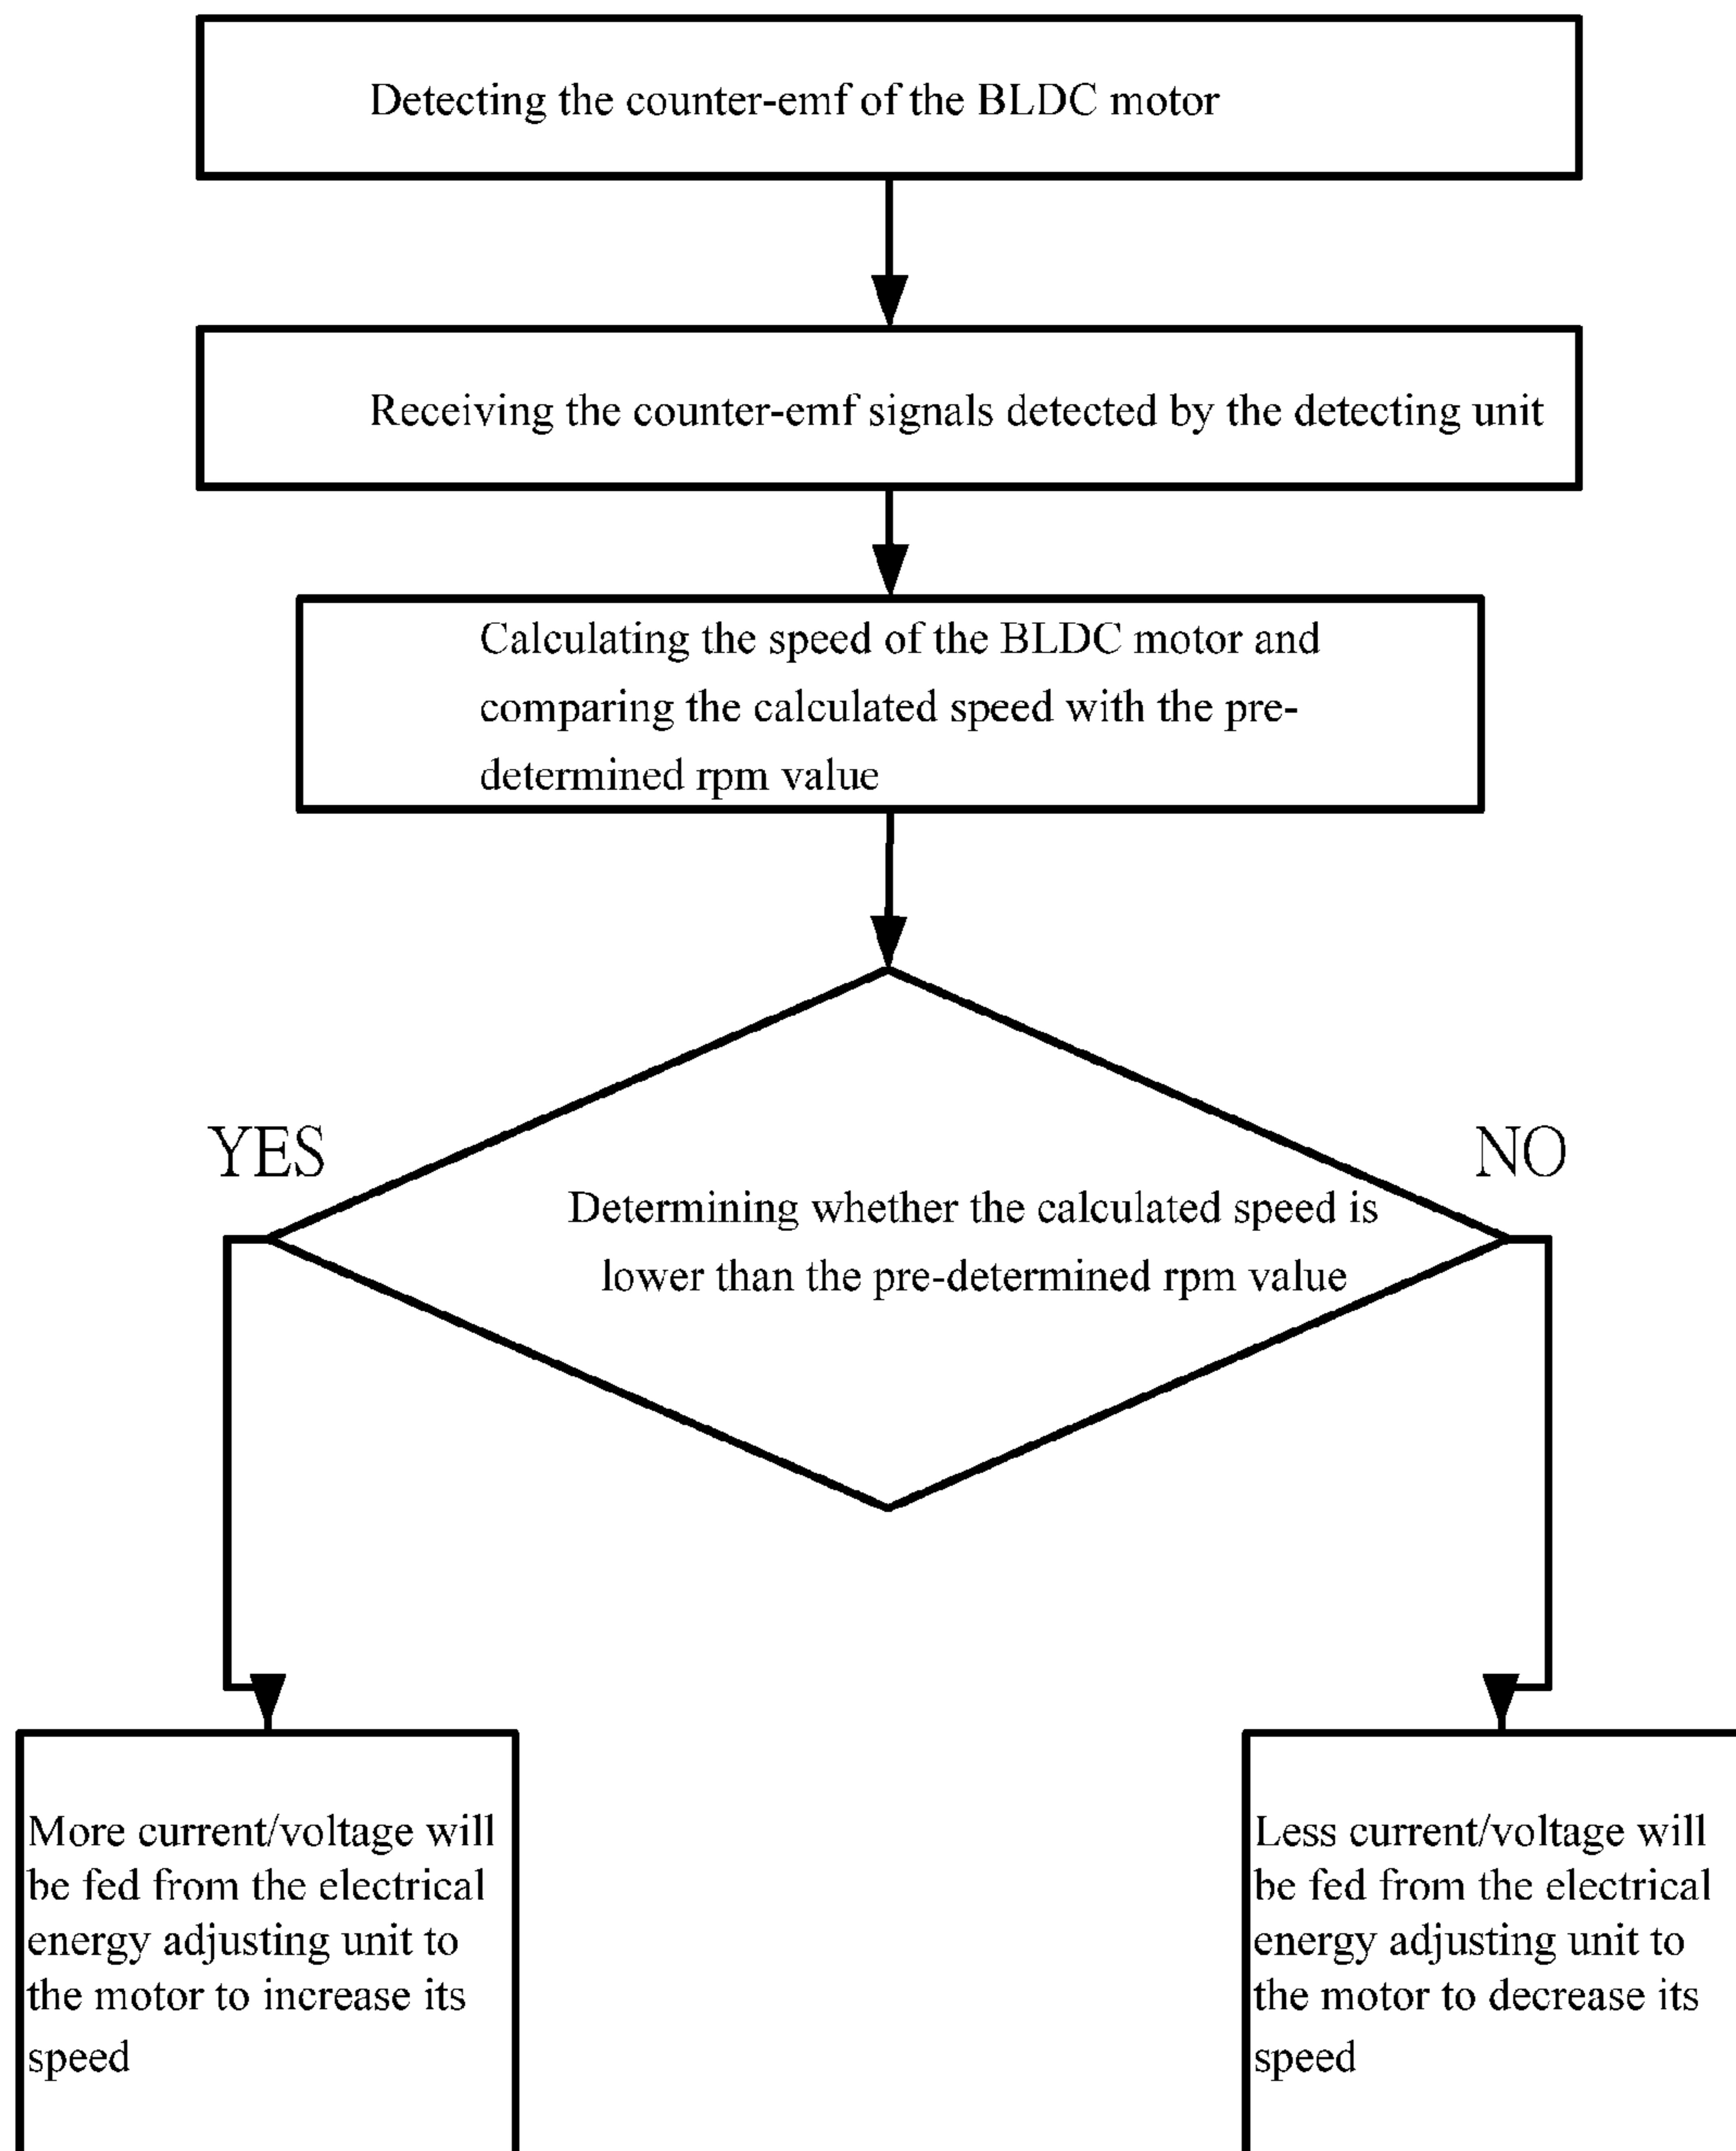 Detecting the counter-emf of the BLDC motor
Receiving the counter-emf signals detected by the detecting unit
Calculating the speed of the BLDC motor and
comparing the calculated speed with the pre-
determined rpm value
YES
NO
Determining whether the calculated speed is
lower than the pre-determined rpm value
More current/voltage will
be fed from the electrical
energy adjusting unit to
the motor to increase its
speed
Less current/voltage will
be fed from the electrical
energy adjusting unit to
the motor to decrease its
speed